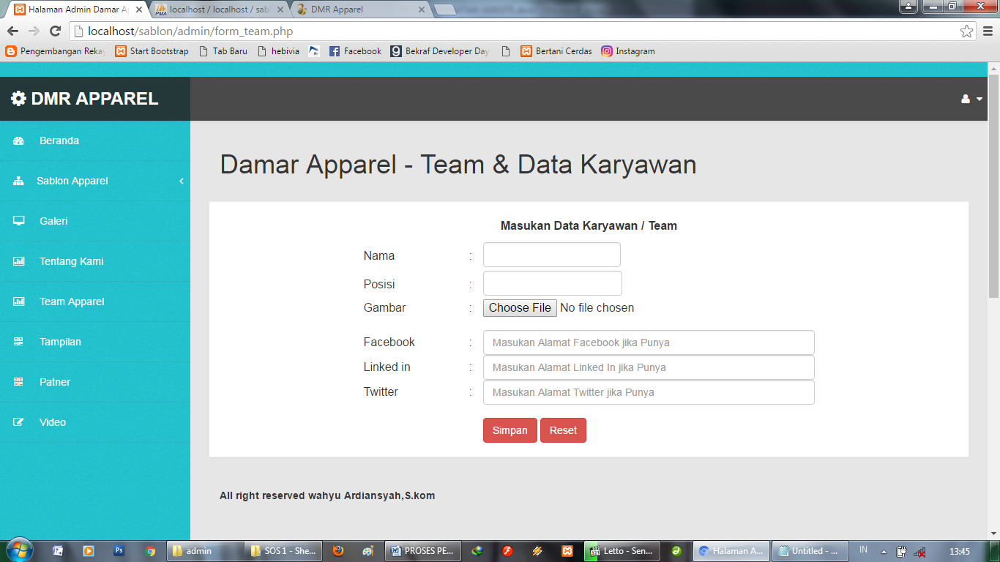 Halaman Admin Damar Ap
localhost / localhost / sabl
DMR Apparel
localhost/sablon/admin/form_team.php
Pengembangan Rekay
Start Bootstrap
Tab Baru
hebivia
Facebook
Bekraf Developer Day
Bertani Cerdas
Instagram
DMR APPAREL
Beranda
Sablon Apparel
Galeri
Tentang Kami
Team Apparel
Tampilan
Patner
Video
Damar Apparel - Team & Data Karyawan
Masukan Data Karyawan / Team
Nama :
Posisi :
Gambar : Choose File No file chosen
Facebook : Masukan Alamat Facebook jika Punya
Linked in : Masukan Alamat Linked In jika Punya
Twitter : Masukan Alamat Twitter jika Punya
Simpan Reset
All right reserved wahyu Ardiansyah,S.kom
admin
SOS 1 - She...
PROSES PE...
Letto - Sen...
Halaman A...
Untitled - ...
IN
13:45